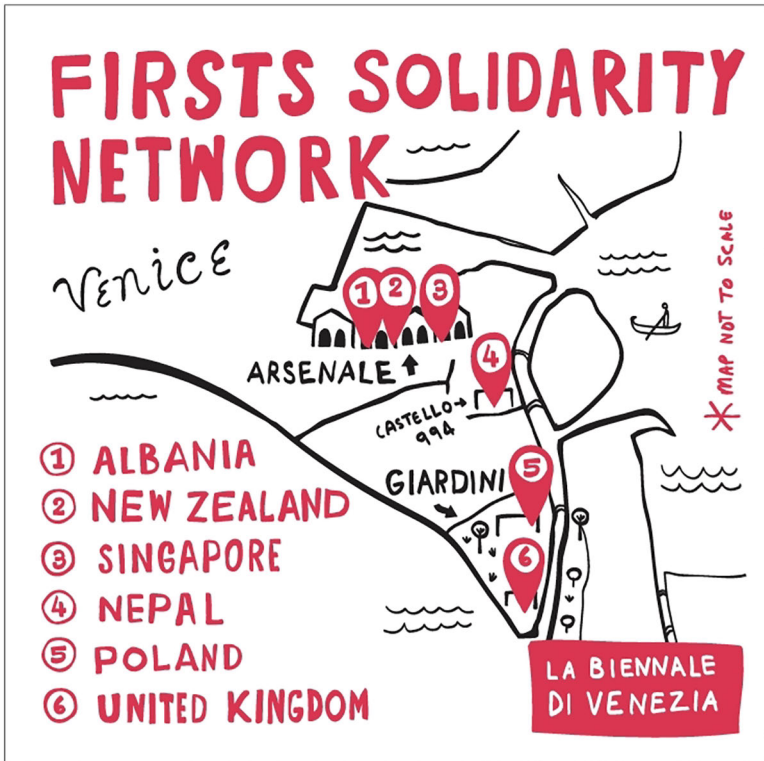 FIRSTS SOLIDARITY
NETWORK
VENICE
* MAP NOT TO SCALE
1 2 3
ARSENALE
4
CASTELLO
994
GIARDINI
5
6
1 ALBANIA
2 NEW ZEALAND
3 SINGAPORE
4 NEPAL
5 POLAND
6 UNITED KINGDOM
LA BIENNALE
DI VENEZIA